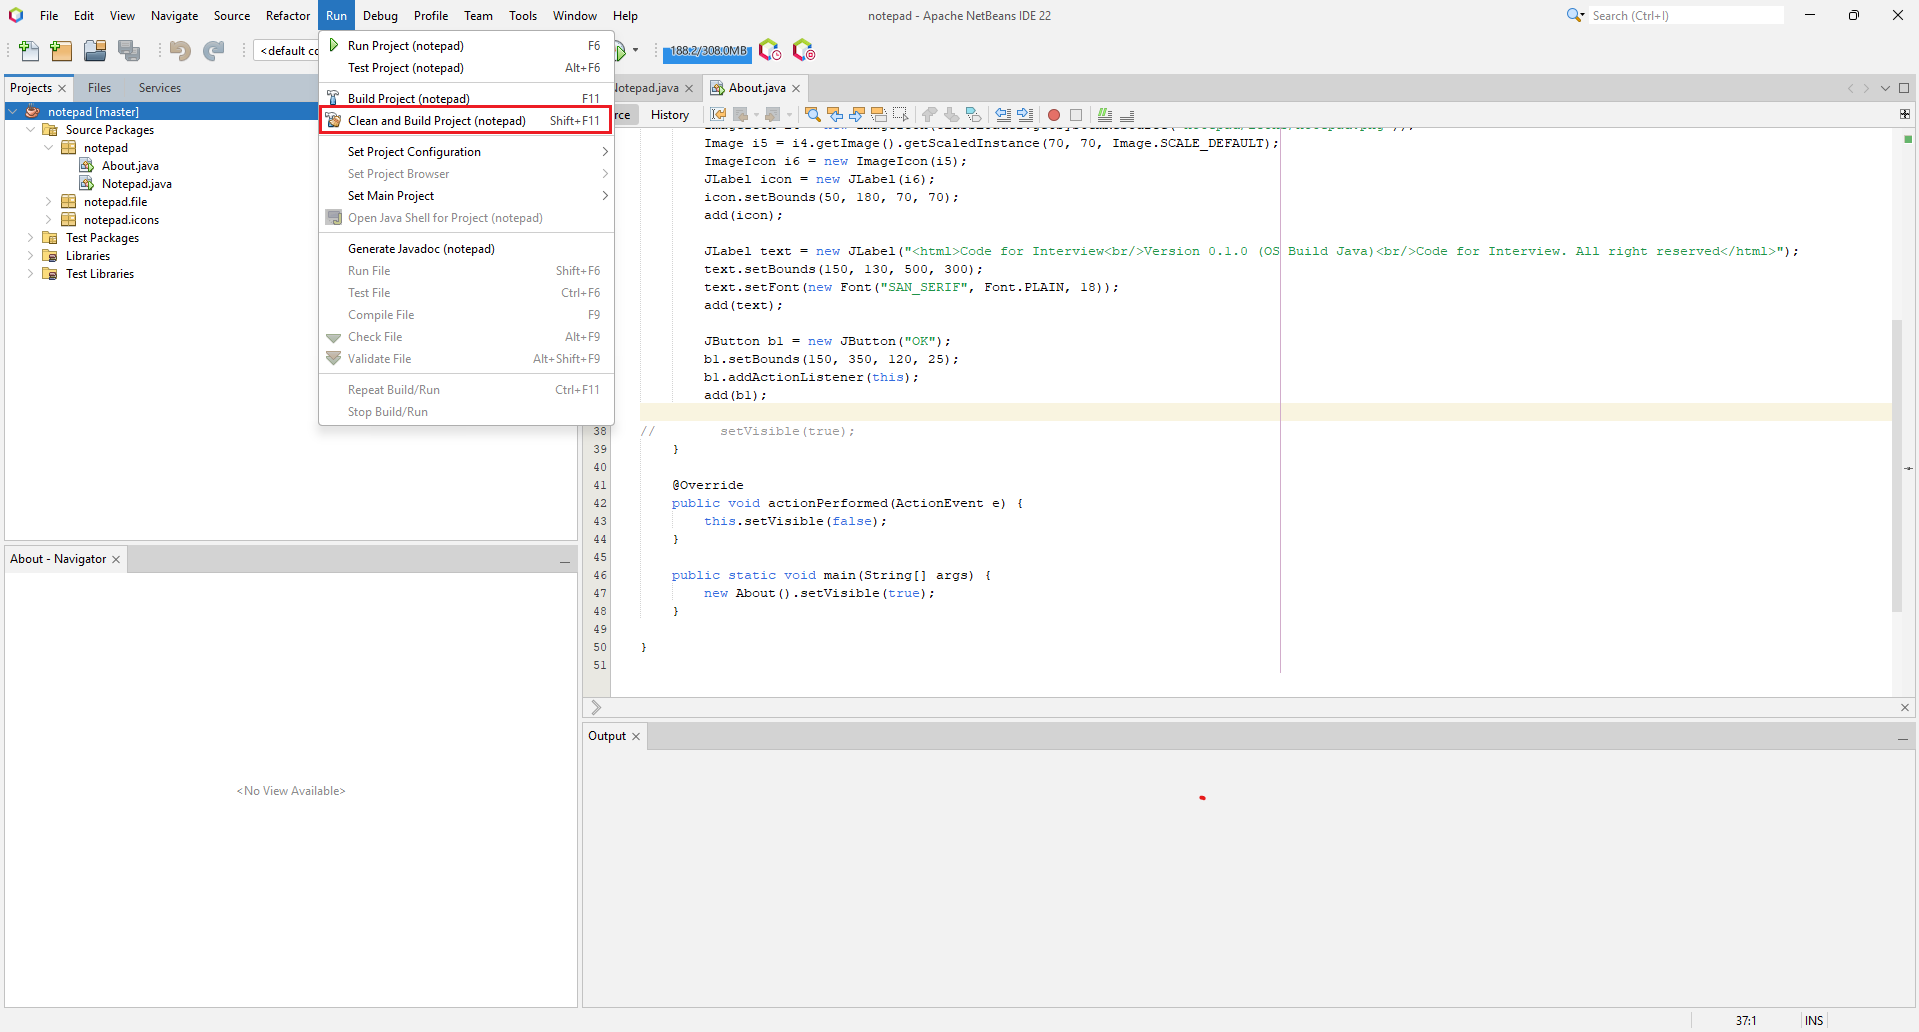 File Edit View Navigate Source Refactor Run Debug Profile Team Tools Window Help
notepad - Apache NetBeans IDE 22
Search (Ctrl+I)
<default co
188.2/308.0MB
Projects Files Services
notepad [master]
Source Packages
notepad
About.java
Notepad.java
notepad.file
notepad.icons
Test Packages
Libraries
Test Libraries
Run Project (notepad) F6
Test Project (notepad) Alt+F6
Build Project (notepad) F11
Clean and Build Project (notepad) Shift+F11
Set Project Configuration
Set Project Browser
Set Main Project
Open Java Shell for Project (notepad)
Generate Javadoc (notepad)
Run File Shift+F6
Test File Ctrl+F6
Compile File F9
Check File Alt+F9
Validate File Alt+Shift+F9
Repeat Build/Run Ctrl+F11
Stop Build/Run
Notepad.java About.java
rce History
Image i5 = i4.getImage().getScaledInstance(70, 70, Image.SCALE_DEFAULT);
ImageIcon i6 = new ImageIcon(i5);
JLabel icon = new JLabel(i6);
icon.setBounds(50, 180, 70, 70);
add(icon);
JLabel text = new JLabel("<html>Code for Interview<br/>Version 0.1.0 (OS Build Java)<br/>Code for Interview. All right reserved</html>");
text.setBounds(150, 130, 500, 300);
text.setFont(new Font("SAN_SERIF", Font.PLAIN, 18));
add(text);
JButton b1 = new JButton("OK");
b1.setBounds(150, 350, 120, 25);
b1.addActionListener(this);
add(b1);
38 // setVisible(true);
39 }
40
41 @Override
42 public void actionPerformed(ActionEvent e) {
43 this.setVisible(false);
44 }
45
46 public static void main(String[] args) {
47 new About().setVisible(true);
48 }
49
50 }
51
About - Navigator
<No View Available>
Output
37:1 INS